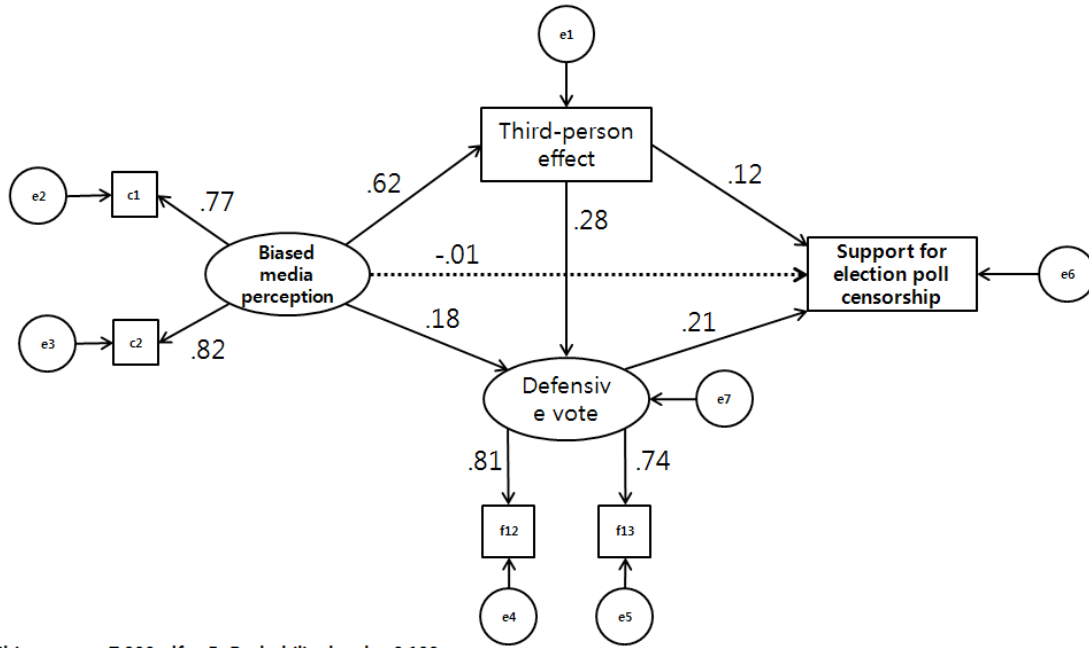 e1
Third-person
effect
e2
c1
.77
.62
.12
.28
Biased
media
perception
-.01
Support for
election poll
censorship
e6
e3
c2
.82
.18
.21
Defensiv
e vote
e7
.81
.74
f12
f13
e4
e5